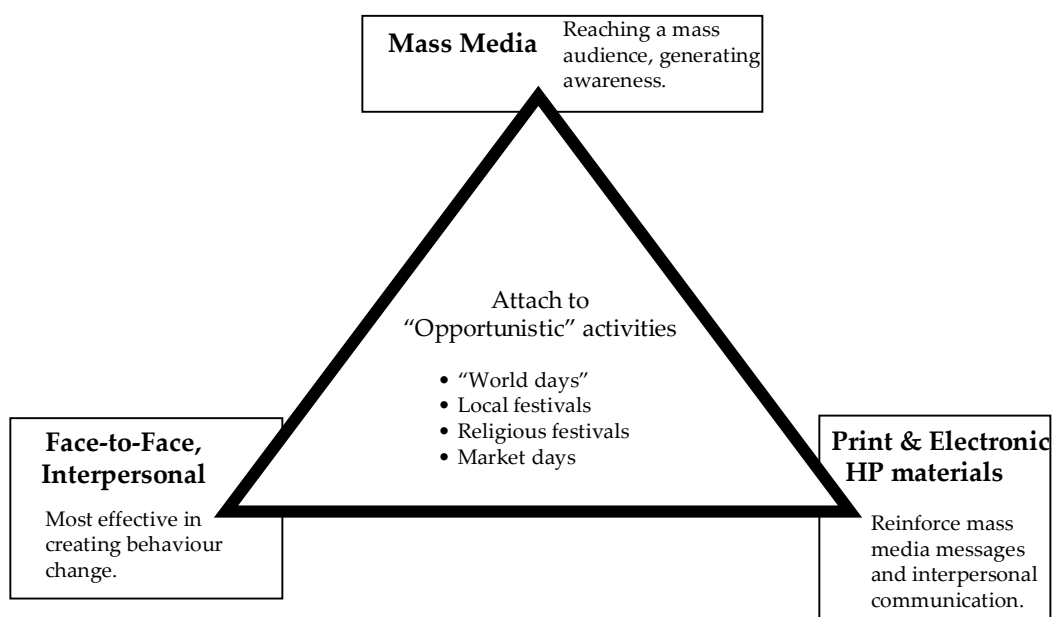 Mass Media
Reaching a mass
audience, generating
awareness.
Attach to
“Opportunistic” activities
• “World days”
• Local festivals
• Religious festivals
• Market days
Face-to-Face,
Interpersonal
Most effective in
creating behaviour
change.
Print & Electronic
HP materials
Reinforce mass
media messages
and interpersonal
communication.